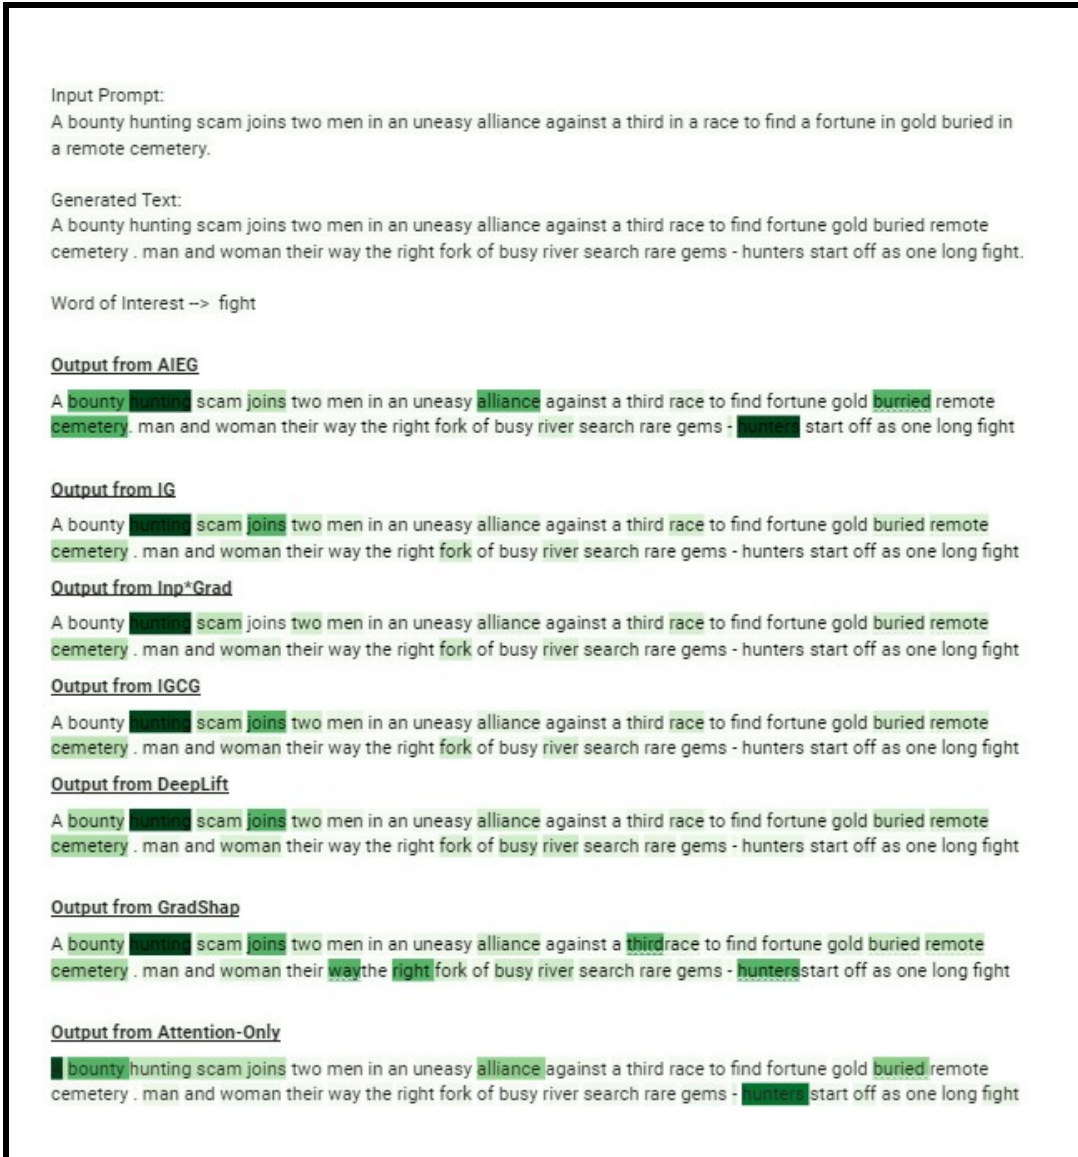 Input Prompt:
A bounty hunting scam joins two men in an uneasy alliance against a third in a race to find a fortune in gold buried in
a remote cemetery.
Generated Text:
A bounty hunting scam joins two men in an uneasy alliance against a third race to find fortune gold buried remote
cemetery . man and woman their way the right fork of busy river search rare gems - hunters start off as one long fight.
Word of Interest --> fight
Output from AIEG
A bounty hunting scam joins two men in an uneasy alliance against a third race to find fortune gold burried remote
cemetery. man and woman their way the right fork of busy river search rare gems - hunters start off as one long fight
Output from IG
A bounty hunting scam joins two men in an uneasy alliance against a third race to find fortune gold buried remote
cemetery . man and woman their way the right fork of busy river search rare gems - hunters start off as one long fight
Output from Inp*Grad
A bounty hunting scam joins two men in an uneasy alliance against a third race to find fortune gold buried remote
cemetery . man and woman their way the right fork of busy river search rare gems - hunters start off as one long fight
Output from IGCG
A bounty hunting scam joins two men in an uneasy alliance against a third race to find fortune gold buried remote
cemetery . man and woman their way the right fork of busy river search rare gems - hunters start off as one long fight
Output from DeepLift
A bounty hunting scam joins two men in an uneasy alliance against a third race to find fortune gold buried remote
cemetery . man and woman their way the right fork of busy river search rare gems - hunters start off as one long fight
Output from GradShap
A bounty hunting scam joins two men in an uneasy alliance against a thirdrace to find fortune gold buried remote
cemetery . man and woman their waythe right fork of busy river search rare gems - huntersstart off as one long fight
Output from Attention-Only
bounty hunting scam joins two men in an uneasy alliance against a third race to find fortune gold buried remote
cemetery . man and woman their way the right fork of busy river search rare gems - hunters start off as one long fight